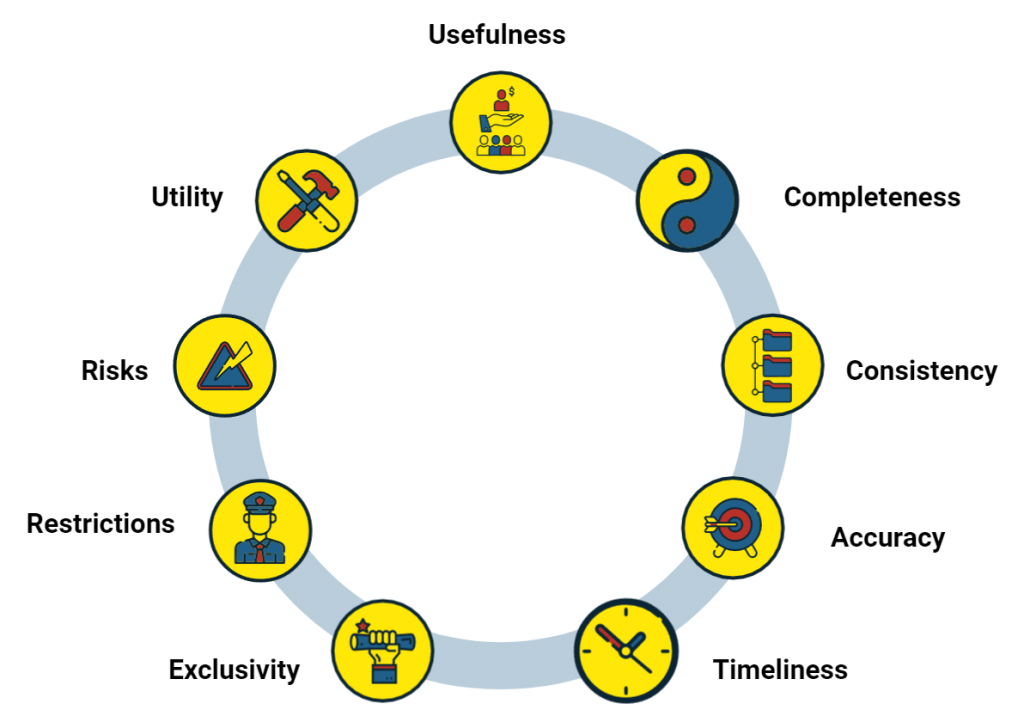 Usefulness
Completeness
Consistency
Accuracy
Timeliness
Exclusivity
Restrictions
Risks
Utility
$